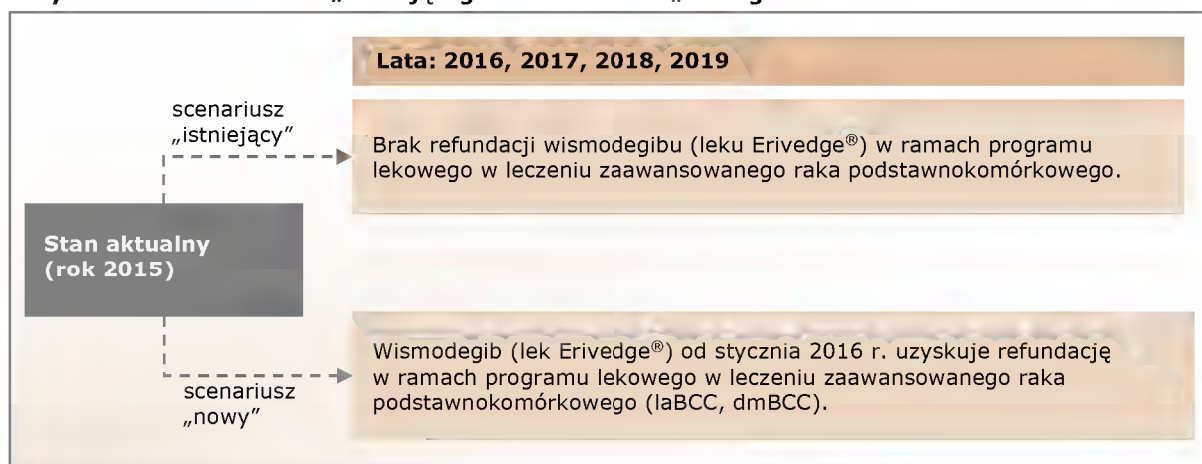 Lata: 2016, 2017, 2018, 2019
scenariusz
„istniejący”
Brak refundacji wismodegibu (leku Erivedge®) w ramach programu
lekowego w leczeniu zaawansowanego raka podstawnokomórkowego.
Stan aktualny
(rok 2015)
Wismodegib (lek Erivedge®) od stycznia 2016 r. uzyskuje refundację
w ramach programu lekowego w leczeniu zaawansowanego raka
podstawnokomórkowego (laBCC, dmBCC).
scenariusz
„nowy”